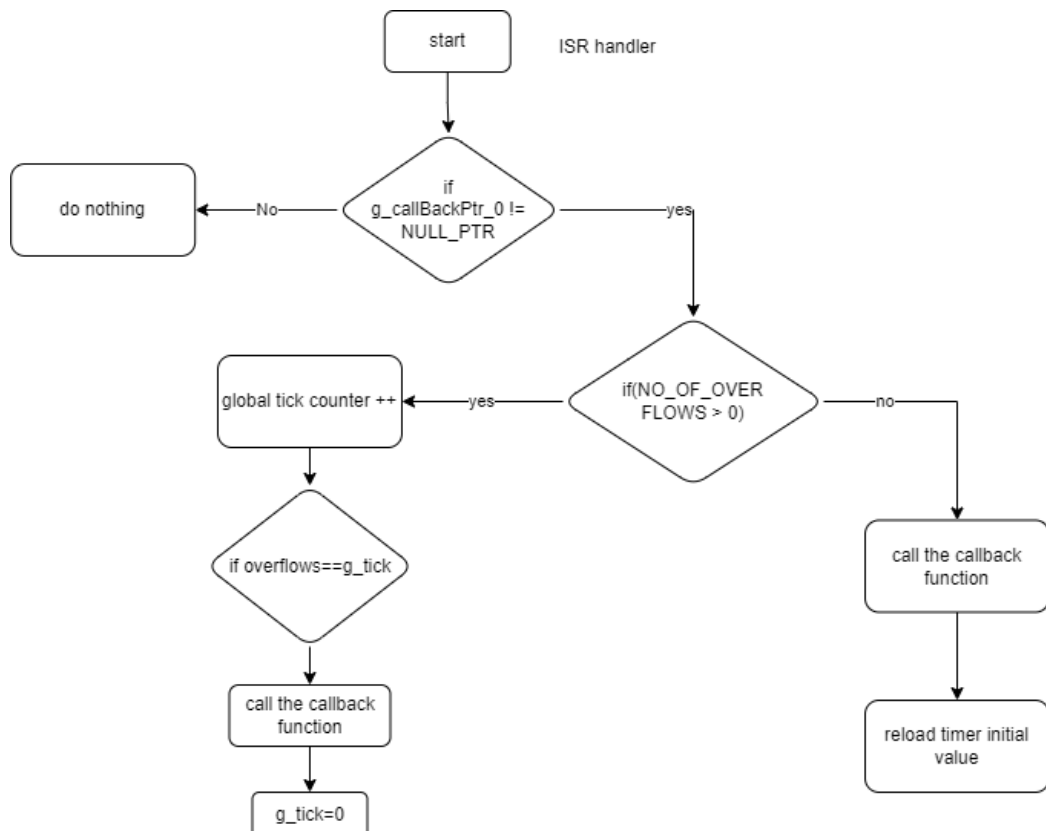 start
ISR handler
if
g_callBackPtr_0 !=
NULL_PTR
do nothing
No
yes
if(NO_OF_OVER
FLOWS > 0)
global tick counter ++
yes
no
if overflows==g_tick
call the callback
function
call the callback
function
reload timer initial
value
g_tick=0